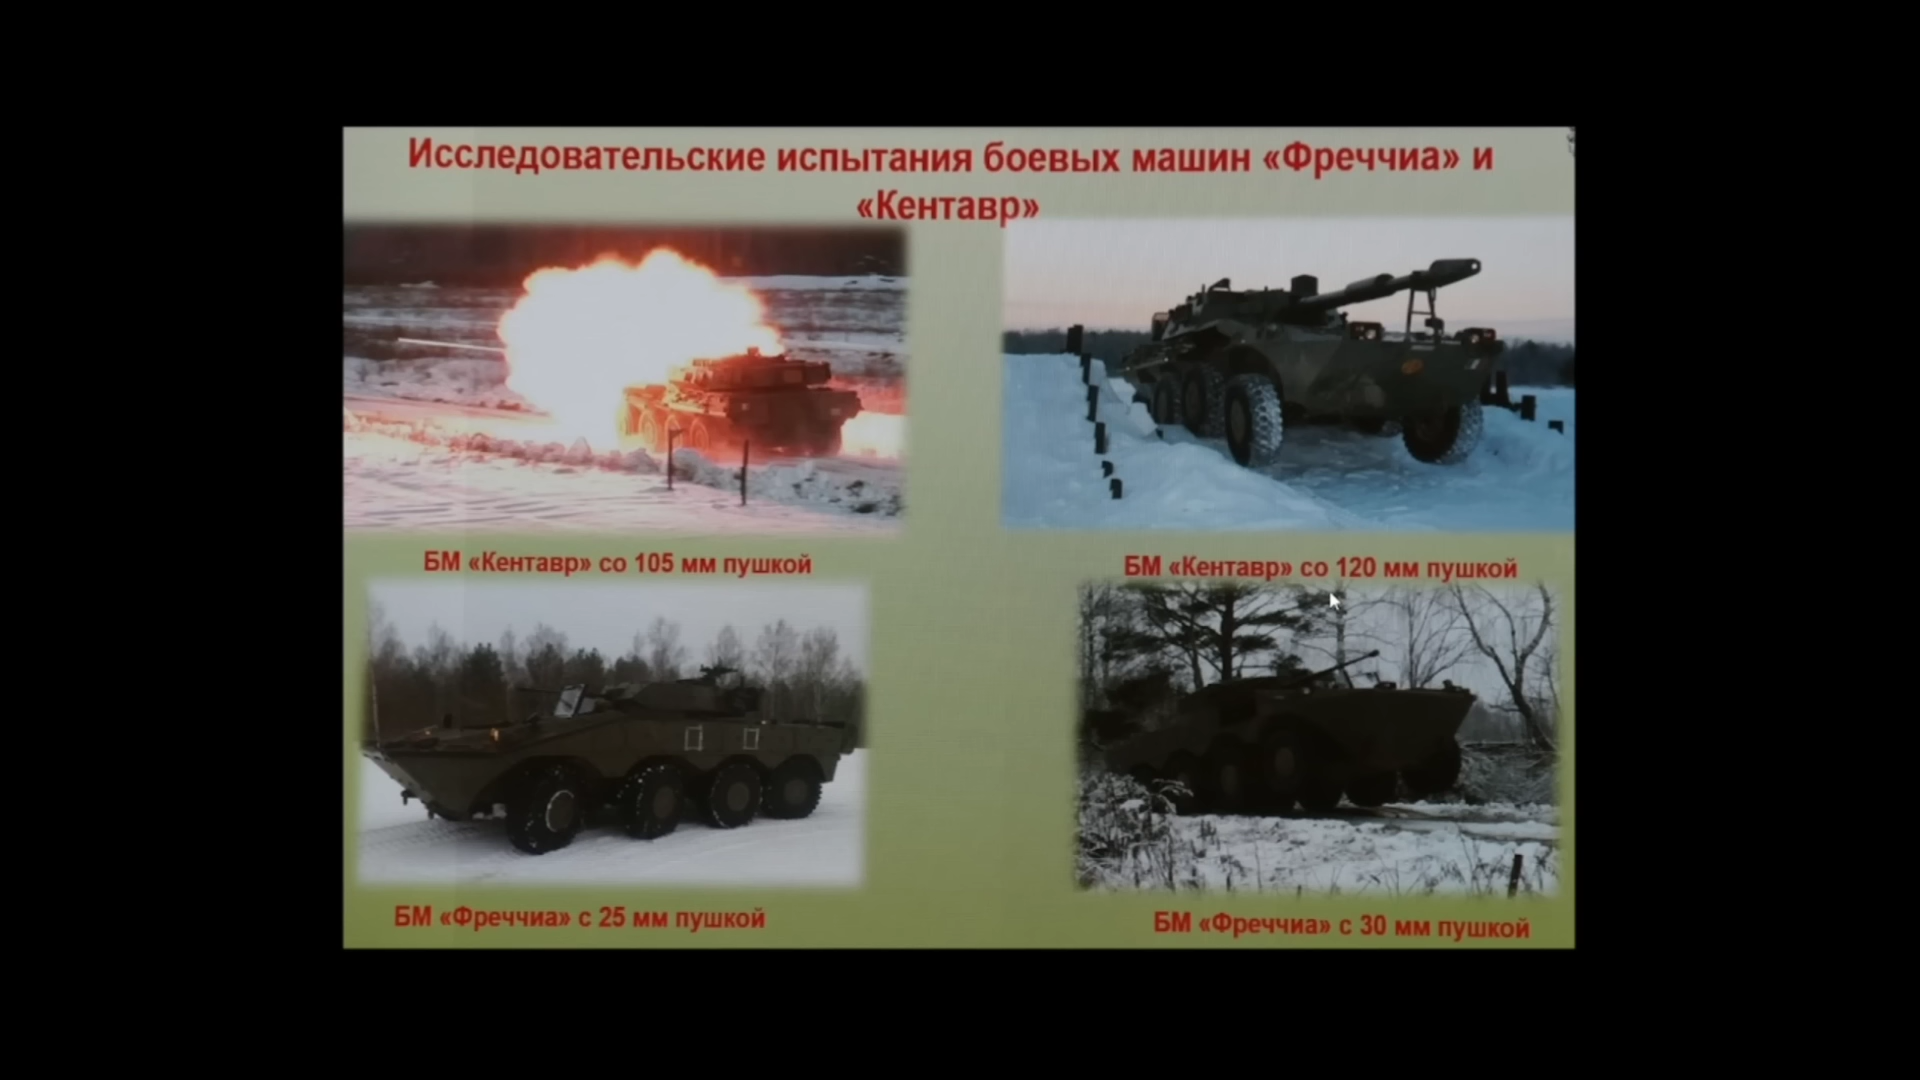 Исследовательские испытания боевых машин «Фреччиа» и
«Кентавр»
БМ «Кентавр» со 105 мм пушкой
БМ «Кентавр» со 120 мм пушкой
БМ «Фреччиа» с 25 мм пушкой
БМ «Фреччиа» с 30 мм пушкой